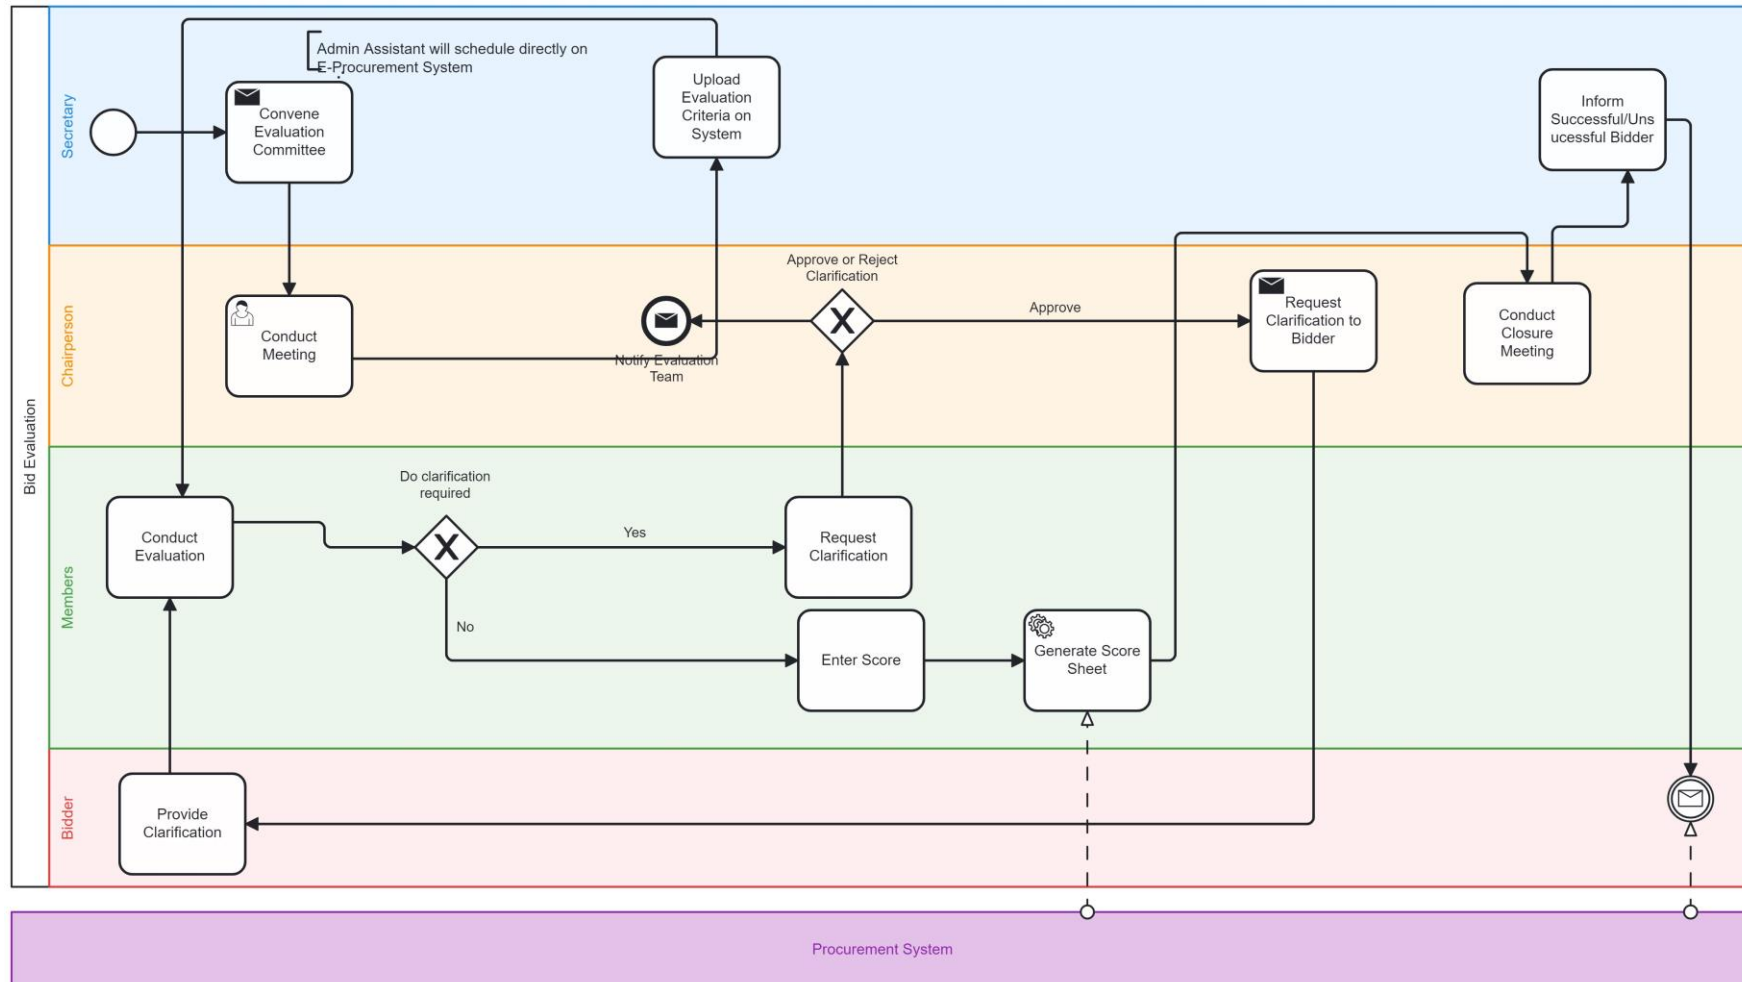 Bid Evaluation
Secretary
Admin Assistant will schedule directly on
E-Procurement System
Convene
Evaluation
Committee
Upload
Evaluation
Criteria on
System
Inform
Successful/Uns
ucessful Bidder
Chairperson
Conduct
Meeting
Notify Evaluation
Team
Approve or Reject
Clarification
Approve
Request
Clarification to
Bidder
Conduct
Closure
Meeting
Members
Conduct
Evaluation
Do clarification
required
Yes
No
Request
Clarification
Enter Score
Generate Score
Sheet
Bidder
Provide
Clarification
Procurement System